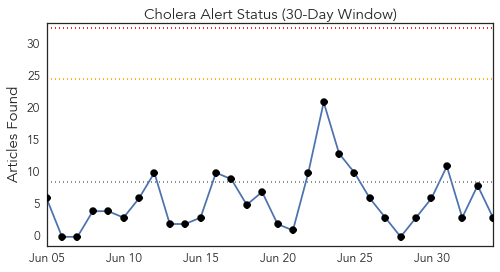 Cholera Alert Status (30-Day Window)
Articles Found
30
25
20
15
10
5
0
Jun 05
Jun 10
Jun 15
Jun 20
Jun 25
Jun 30